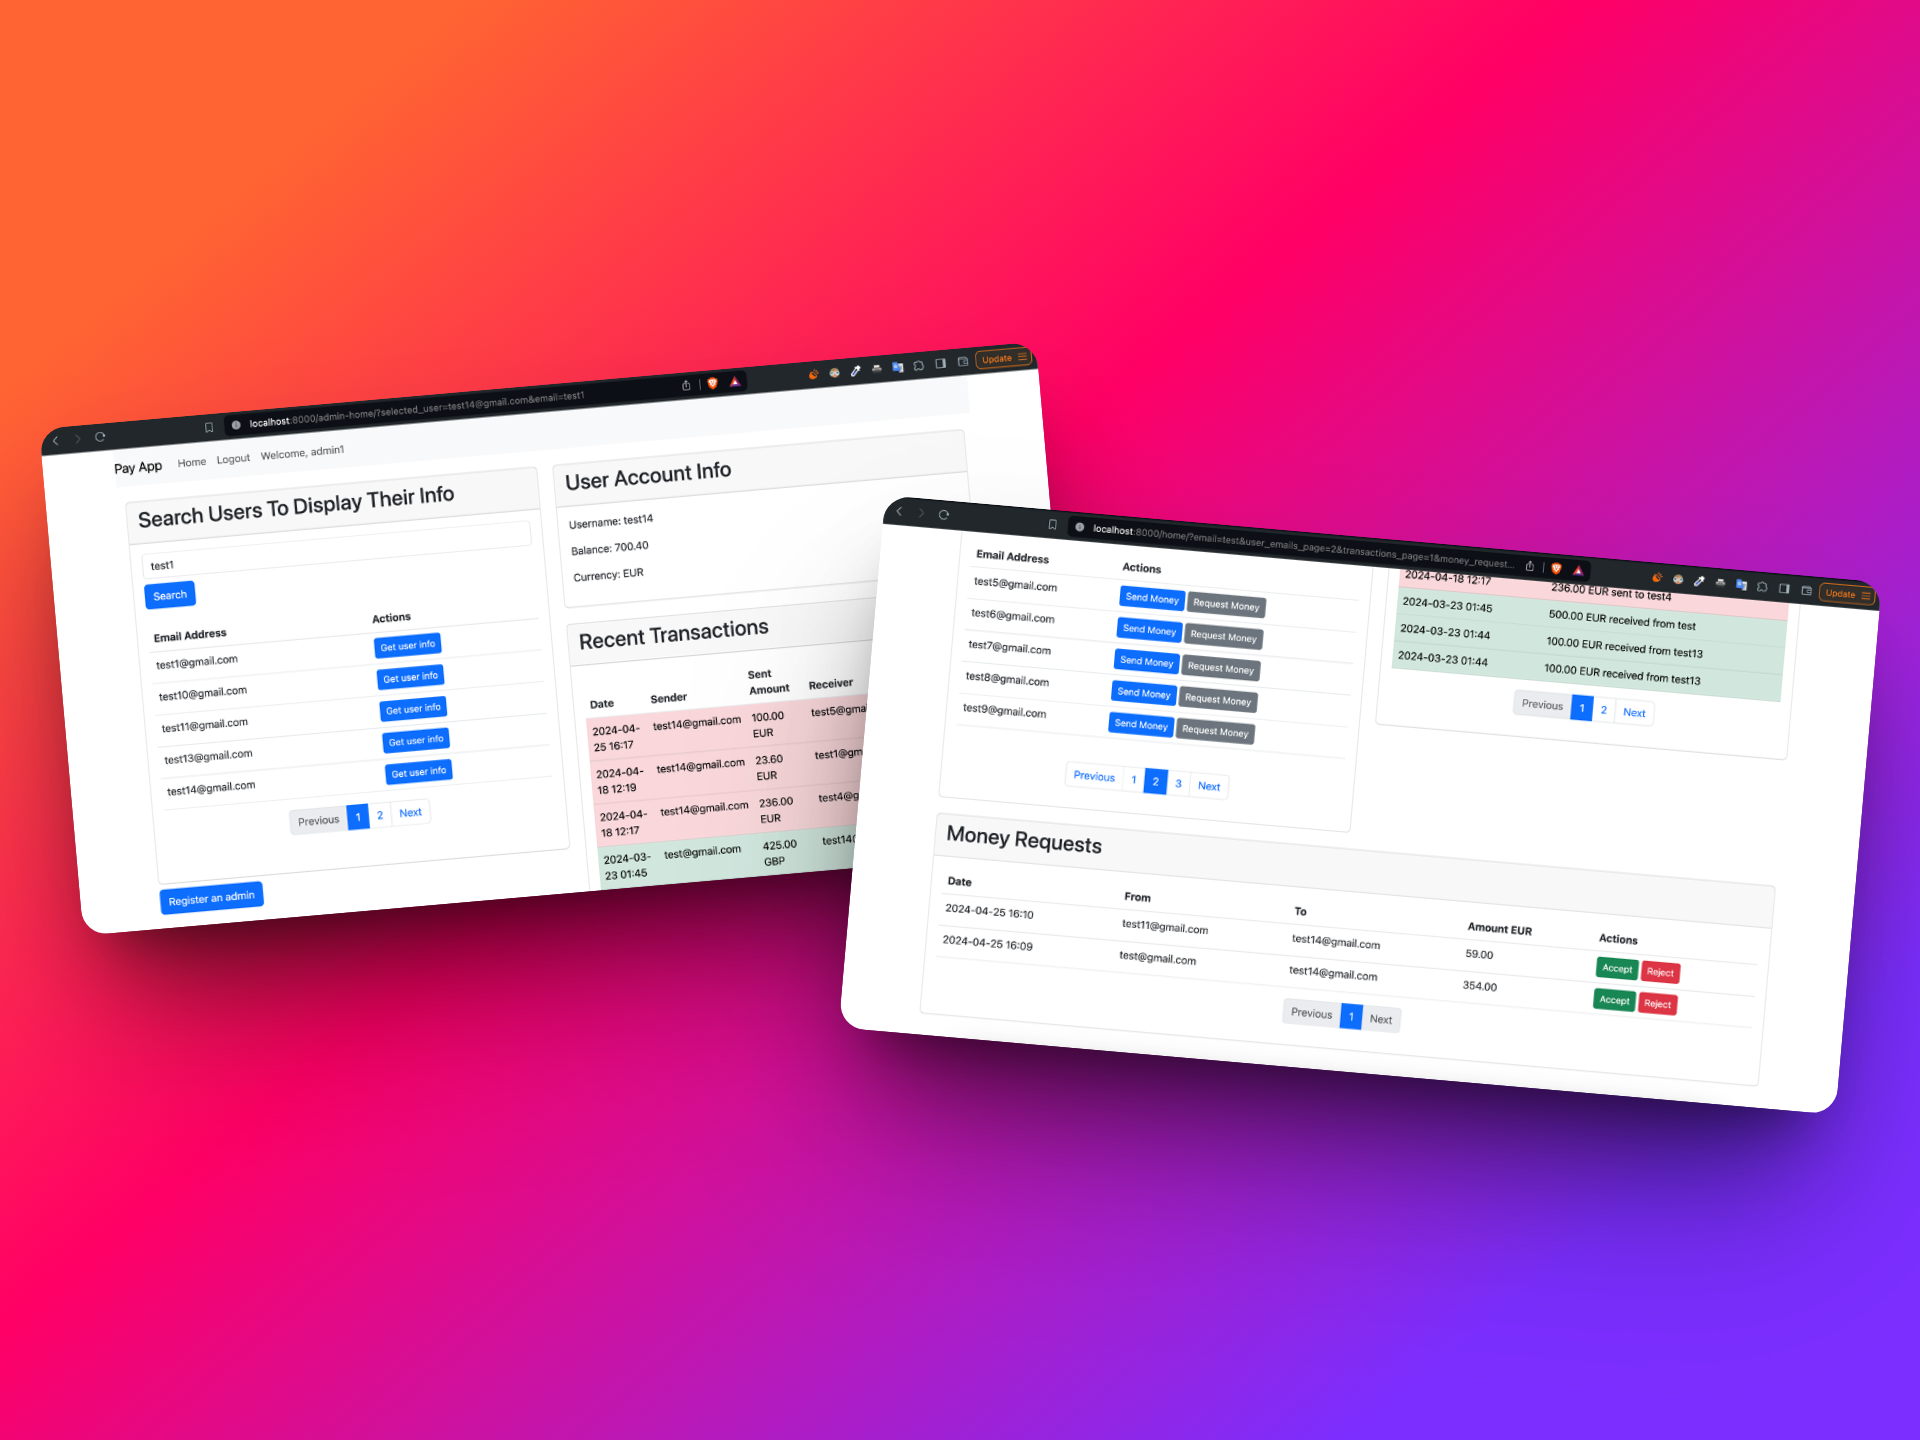 localhost:8000/admin-home/?selected_user=test14@gmail.com&email=test1
Update
Pay App Home Logout Welcome, admin1
Search Users To Display Their Info
test1
Search
Email Address Actions
test1@gmail.com Get user info
test10@gmail.com Get user info
test11@gmail.com Get user info
test13@gmail.com Get user info
test14@gmail.com Get user info
Previous 1 2 Next
Register an admin
User Account Info
Username: test14
Balance: 700.40
Currency: EUR
Recent Transactions
Date Sender Sent Amount Receiver
2024-04-25 16:17 test14@gmail.com 100.00 EUR test5@gma
2024-04-18 12:19 test14@gmail.com 23.60 EUR test1@gm
2024-04-18 12:17 test14@gmail.com 236.00 EUR test4@g
2024-03-23 01:45 test@gmail.com 425.00 GBP test14
localhost:8000/home/?email=test&user_emails_page=2&transactions_page=1&money_request...
Update
Email Address Actions
test5@gmail.com Send Money Request Money
test6@gmail.com Send Money Request Money
test7@gmail.com Send Money Request Money
test8@gmail.com Send Money Request Money
test9@gmail.com Send Money Request Money
Previous 1 2 3 Next
2024-04-18 12:17 236.00 EUR sent to test4
2024-03-23 01:45 500.00 EUR received from test
2024-03-23 01:44 100.00 EUR received from test13
2024-03-23 01:44 100.00 EUR received from test13
Previous 1 2 Next
Money Requests
Date From To Amount EUR Actions
2024-04-25 16:10 test11@gmail.com test14@gmail.com 59.00 Accept Reject
2024-04-25 16:09 test@gmail.com test14@gmail.com 354.00 Accept Reject
Previous 1 Next